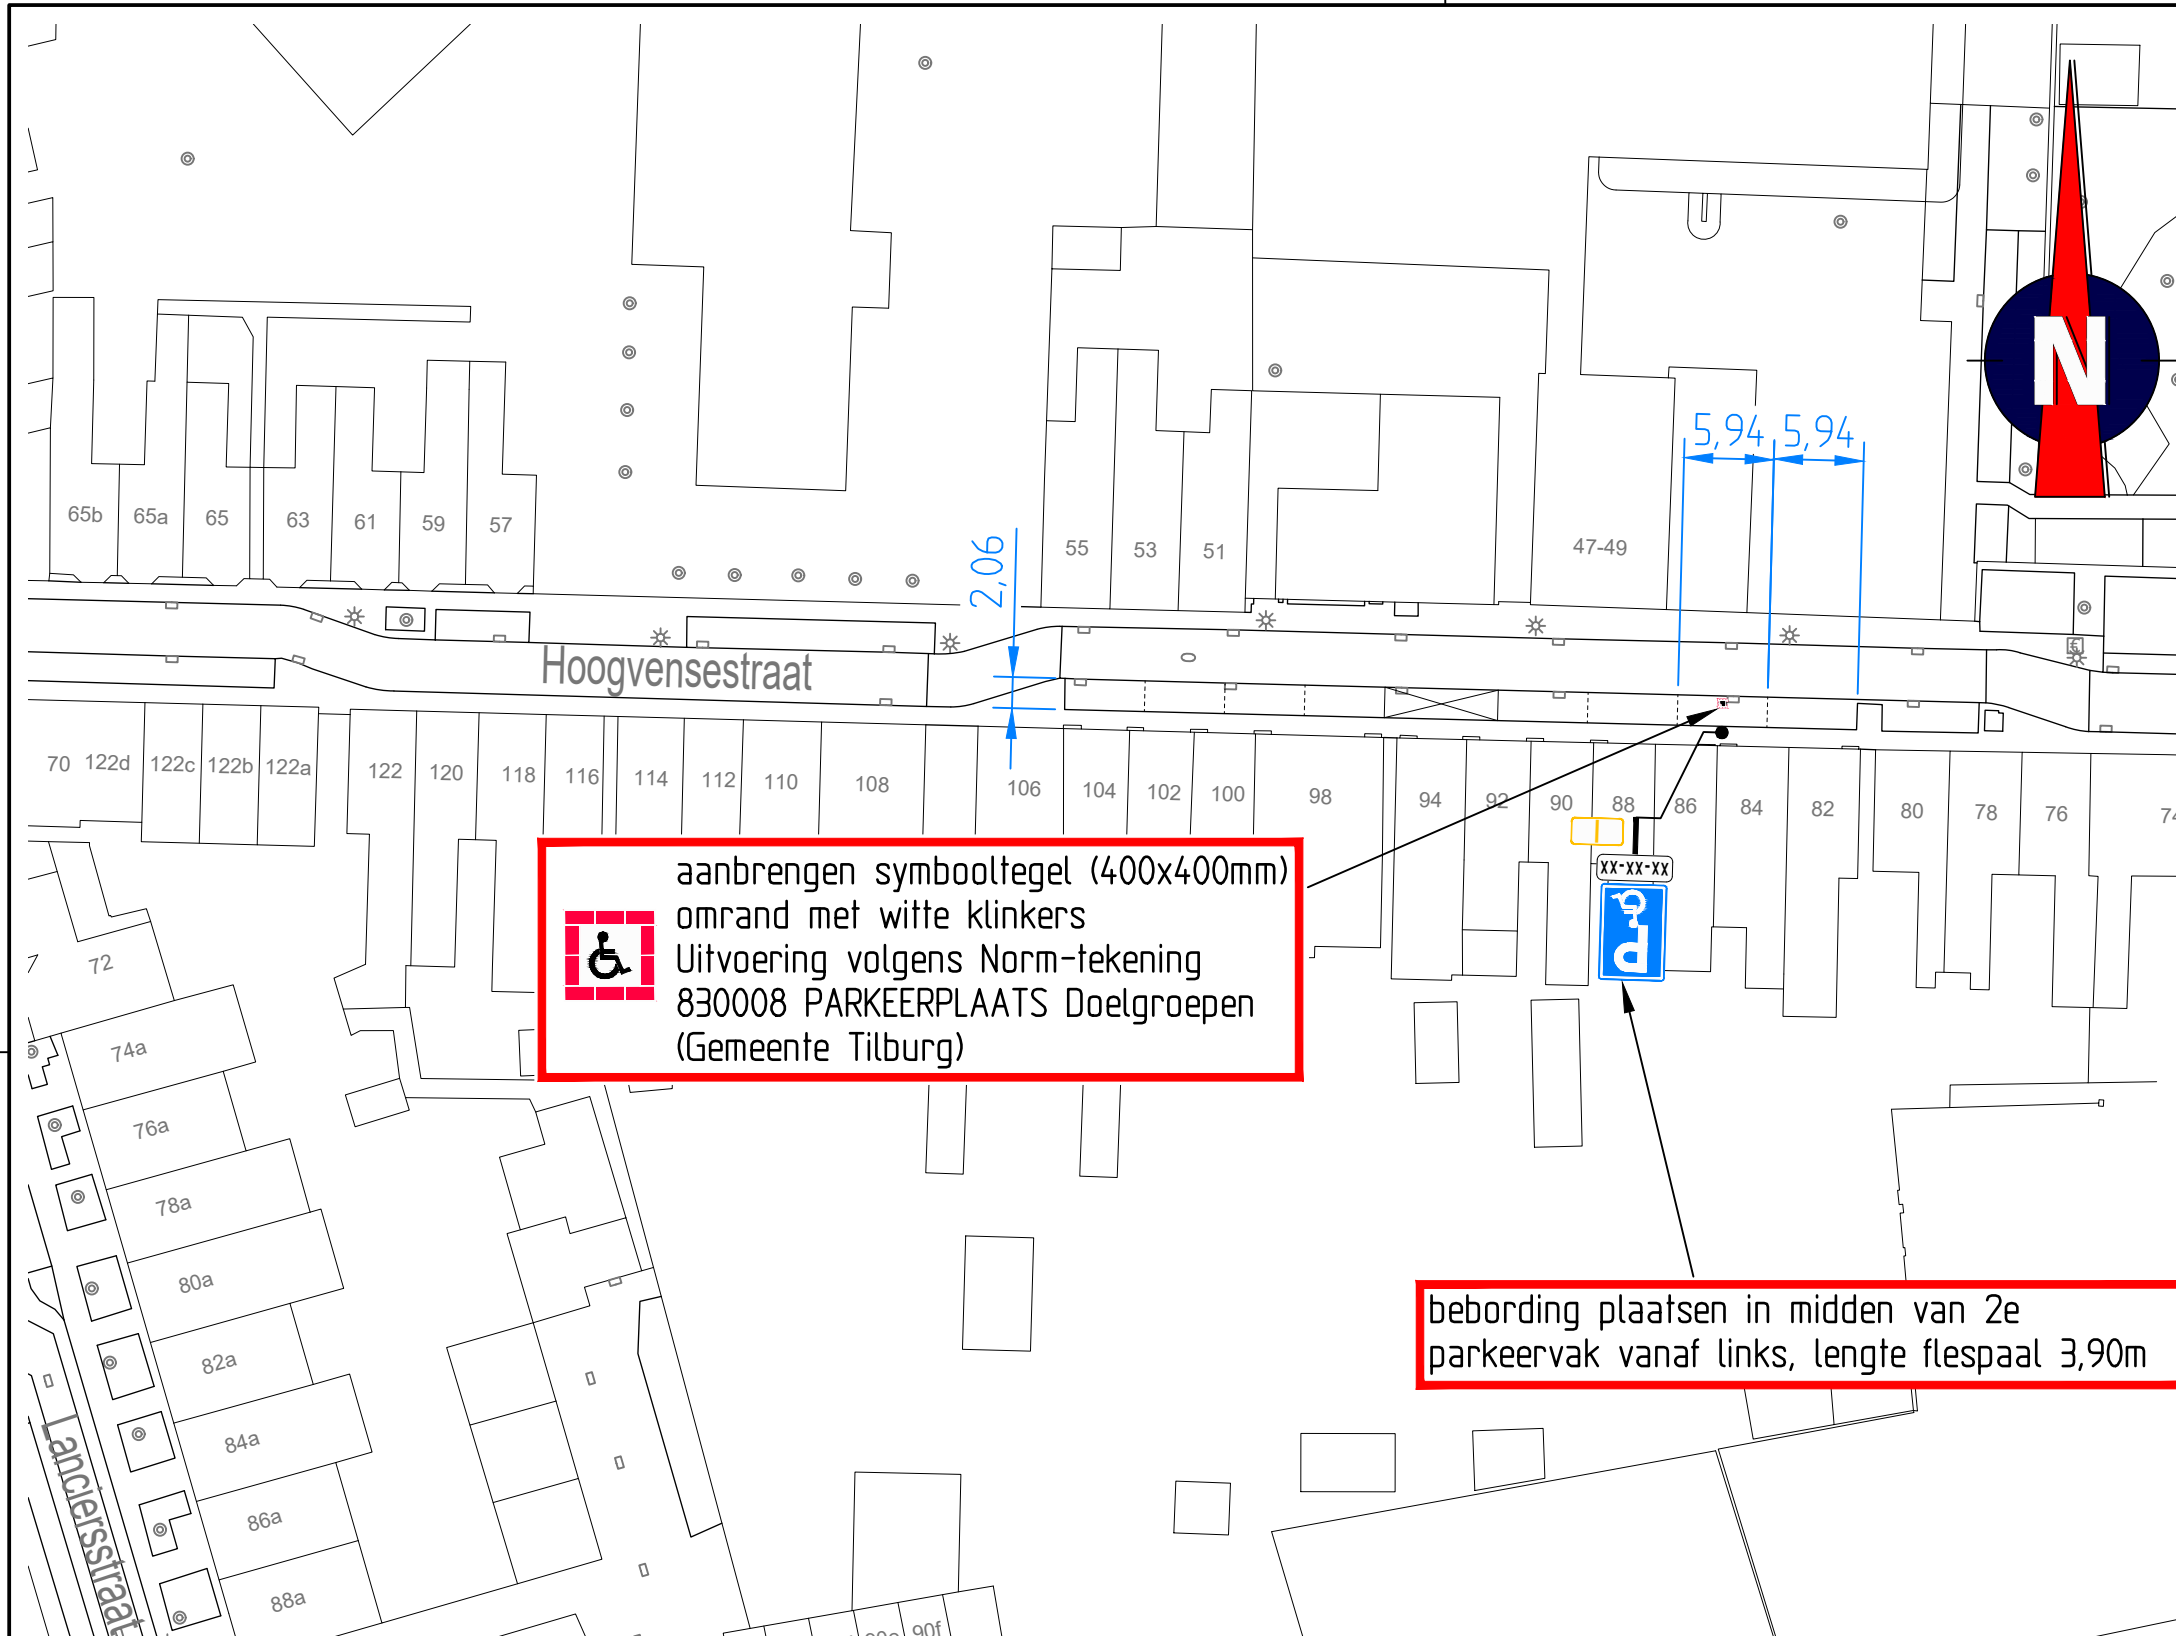 N
5,94 5,94
2,06
65b 65a 65 63 61 59 57
55 53 51
47-49
Hoogvensestraat
70 122d 122c 122b 122a 122 120 118 116 114 112 110 108 106 104 102 100 98 94 92 90 88 86 84 82 80 78 76
xx-xx-xx
P
aanbrengen symbooltegel (400x400mm)
omrand met witte klinkers
Uitvoering volgens Norm-tekening
830008 PARKEERPLAATS Doelgroepen
(Gemeente Tilburg)
72
74a
76a
78a
80a
82a
84a
86a
88a
90f
Lanciersstraat
bebording plaatsen in midden van 2e
parkeervak vanaf links, lengte flespaal 3,90m